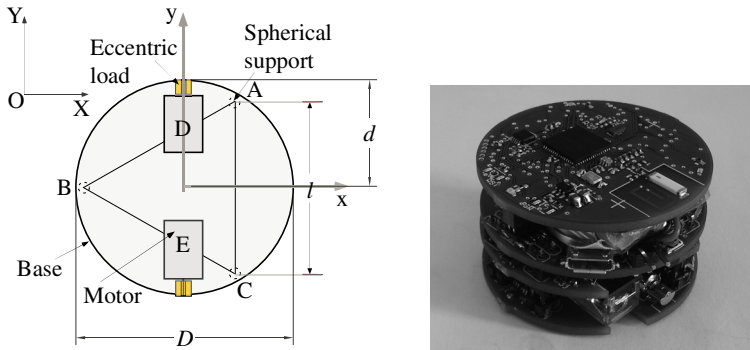 Y
y
Eccentric
load
Spherical
support
O
X
A
D
d
B
l
x
E
Base
Motor
C
D